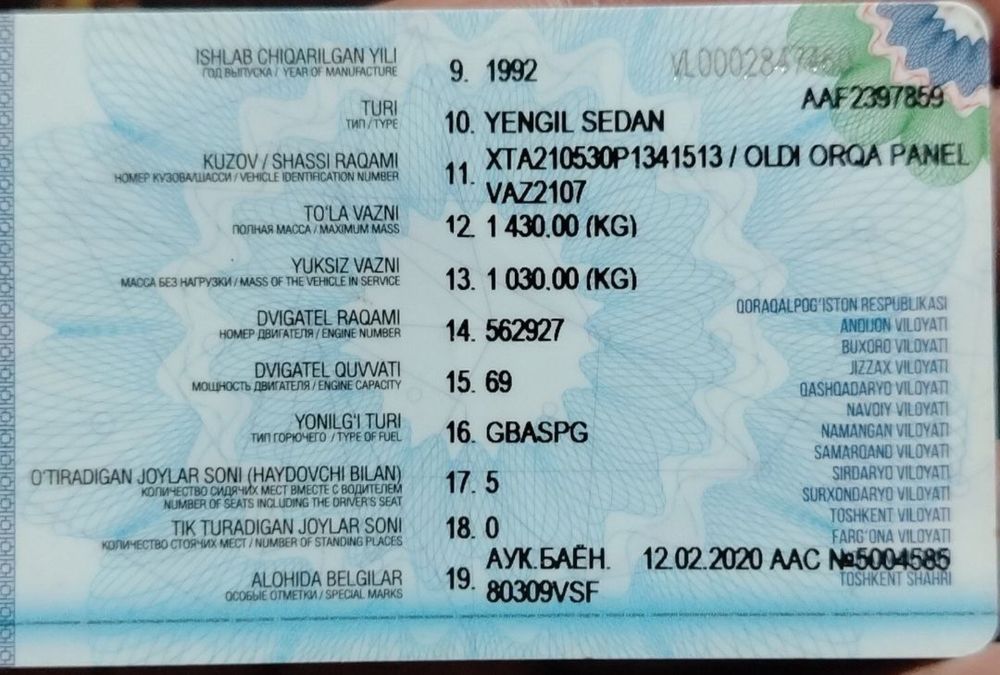 VL0002847460
AAF2397859
ISHLAB CHIQARILGAN YILI
ГОД ВЫПУСКА / YEAR OF MANUFACTURE
9. 1992
TURI
ТИП / TYPE
10. YENGIL SEDAN
KUZOV / SHASSI RAQAMI
НОМЕР КУЗОВА/ШАССИ / VEHICLE IDENTIFICATION NUMBER
11. XTA210530P1341513 / OLDI ORQA PANEL
VAZ2107
TO'LA VAZNI
ПОЛНАЯ МАССА / MAXIMUM MASS
12. 1 430.00 (KG)
YUKSIZ VAZNI
МАССА БЕЗ НАГРУЗКИ / MASS OF THE VEHICLE IN SERVICE
13. 1 030.00 (KG)
DVIGATEL RAQAMI
НОМЕР ДВИГАТЕЛЯ / ENGINE NUMBER
14. 562927
DVIGATEL QUVVATI
МОЩНОСТЬ ДВИГАТЕЛЯ / ENGINE CAPACITY
15. 69
YONILG'I TURI
ТИП ГОРЮЧЕГО / TYPE OF FUEL
16. GBASPG
O'TIRADIGAN JOYLAR SONI (HAYDOVCHI BILAN)
КОЛИЧЕСТВО СИДЯЧИХ МЕСТ ВМЕСТЕ С ВОДИТЕЛЕМ
NUMBER OF SEATS INCLUDING THE DRIVER'S SEAT
17. 5
TIK TURADIGAN JOYLAR SONI
КОЛИЧЕСТВО СТОЯЧИХ МЕСТ / NUMBER OF STANDING PLACES
18. 0
ALOHIDA BELGILAR
ОСОБЫЕ ОТМЕТКИ / SPECIAL MARKS
19. АУК.БАЁН. 12.02.2020 ААС №5004585
80309VSF
QORAQALPOG'ISTON RESPUBLIKASI
ANDIJON VILOYATI
BUXORO VILOYATI
JIZZAX VILOYATI
QASHQADARYO VILOYATI
NAVOIY VILOYATI
NAMANGAN VILOYATI
SAMARQAND VILOYATI
SIRDARYO VILOYATI
SURXONDARYO VILOYATI
TOSHKENT VILOYATI
FARG'ONA VILOYATI
TOSHKENT SHAHRI